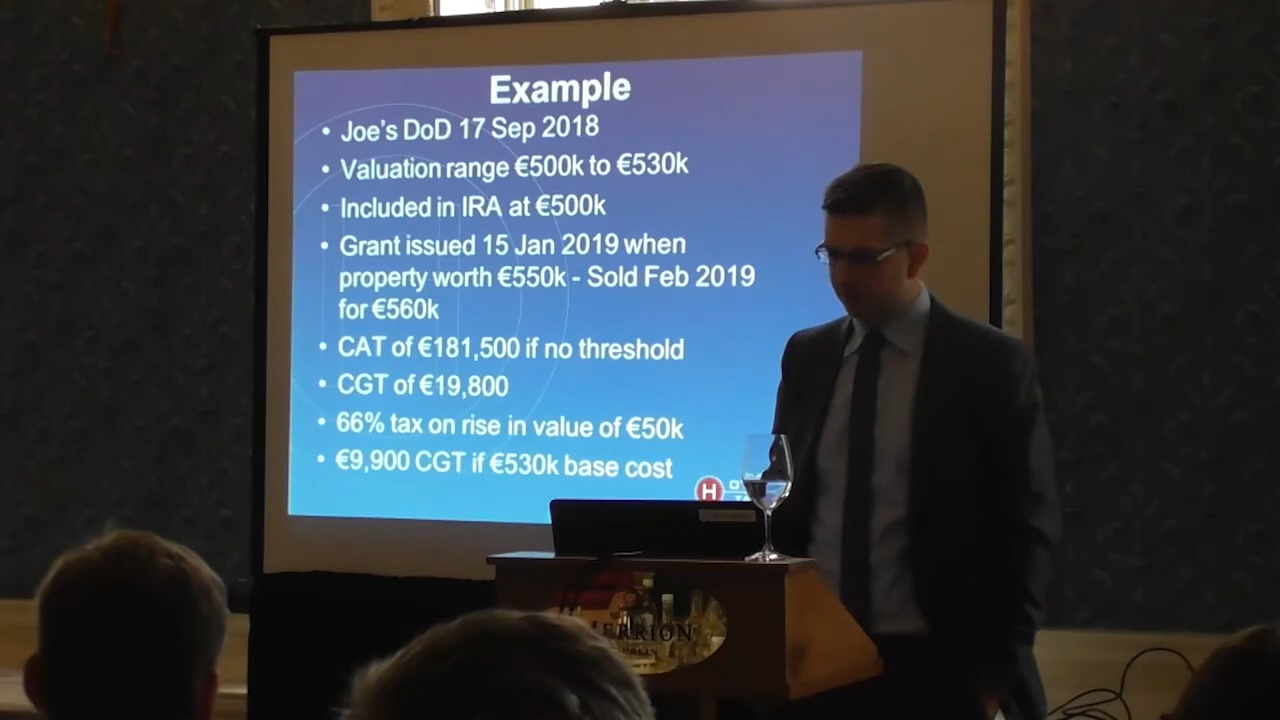 Example
• Joe's DoD 17 Sep 2018
• Valuation range €500k to €530k
• Included in IRA at €500k
• Grant issued 15 Jan 2019 when
property worth €550k - Sold Feb 2019
for €560k
• CAT of €181,500 if no threshold
• CGT of €19,800
• 66% tax on rise in value of €50k
• €9,900 CGT if €530k base cost
H
MERRION